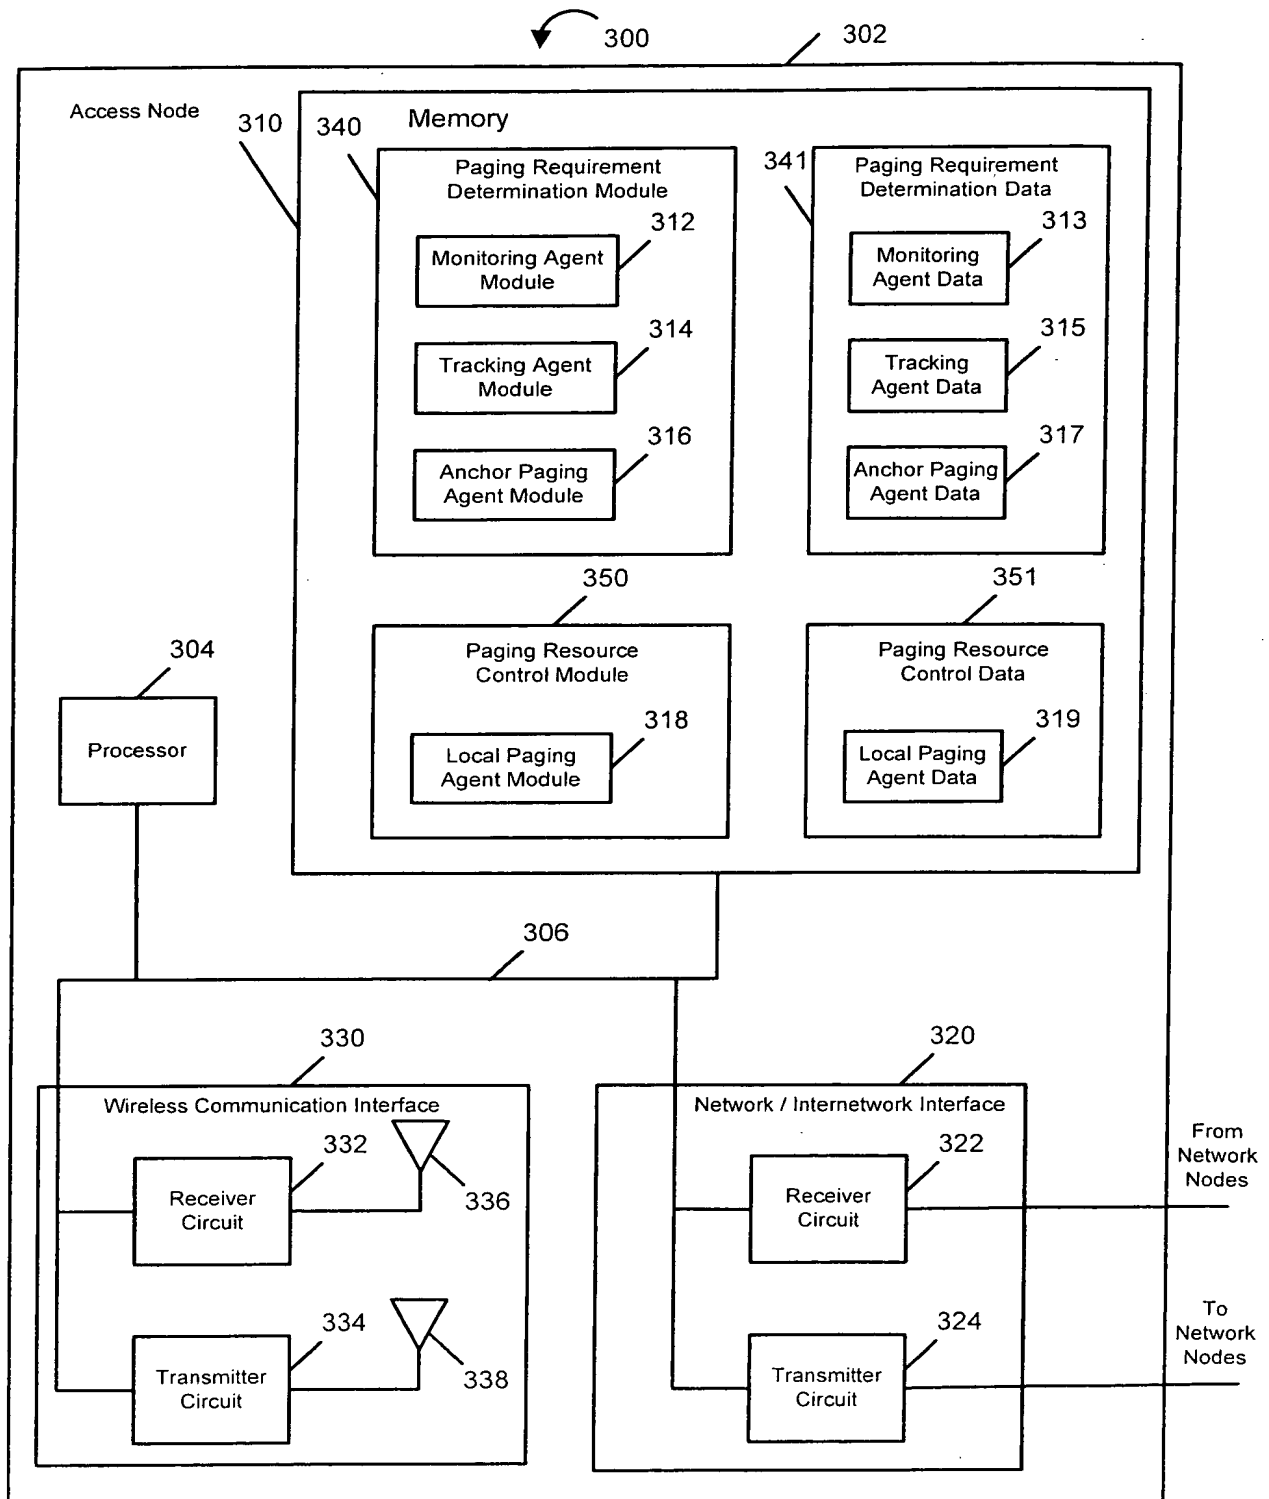 300
302
Access Node
310
340
Memory
341
Paging Requirement
Determination Module
Paging Requirement
Determination Data
312
Monitoring Agent
Module
313
Monitoring
Agent Data
314
Tracking Agent
Module
315
Tracking
Agent Data
316
Anchor Paging
Agent Module
317
Anchor Paging
Agent Data
350
351
Paging Resource
Control Module
Paging Resource
Control Data
304
Processor
318
Local Paging
Agent Module
319
Local Paging
Agent Data
306
330
320
Wireless Communication Interface
Network / Internetwork Interface
332
Receiver
Circuit
336
322
Receiver
Circuit
From
Network
Nodes
334
Transmitter
Circuit
338
324
Transmitter
Circuit
To
Network
Nodes